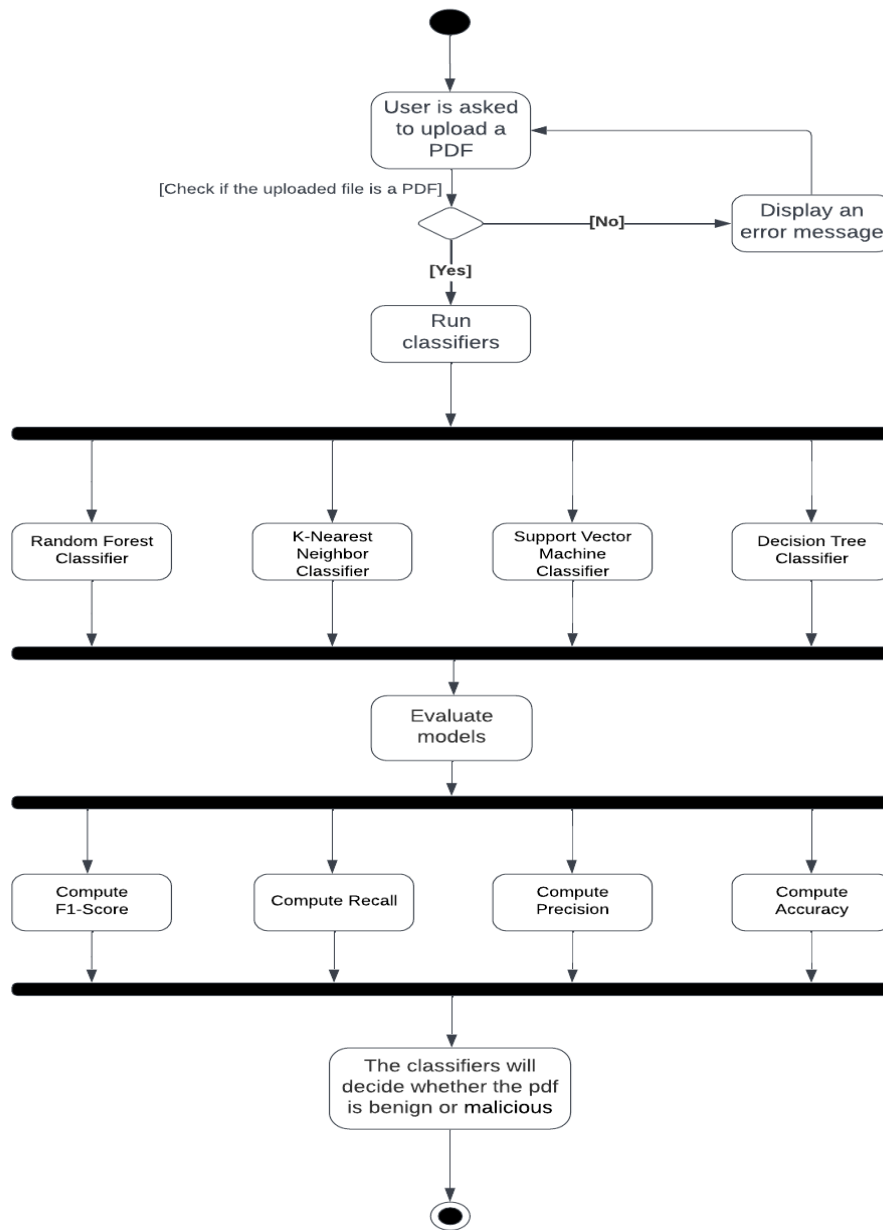 User is asked
to upload a
PDF
[Check if the uploaded file is a PDF]
[No]
Display an
error message
[Yes]
Run
classifiers
Random Forest
Classifier
K-Nearest
Neighbor
Classifier
Support Vector
Machine
Classifier
Decision Tree
Classifier
Evaluate
models
Compute
F1-Score
Compute Recall
Compute
Precision
Compute
Accuracy
The classifiers will
decide whether the pdf
is benign or malicious